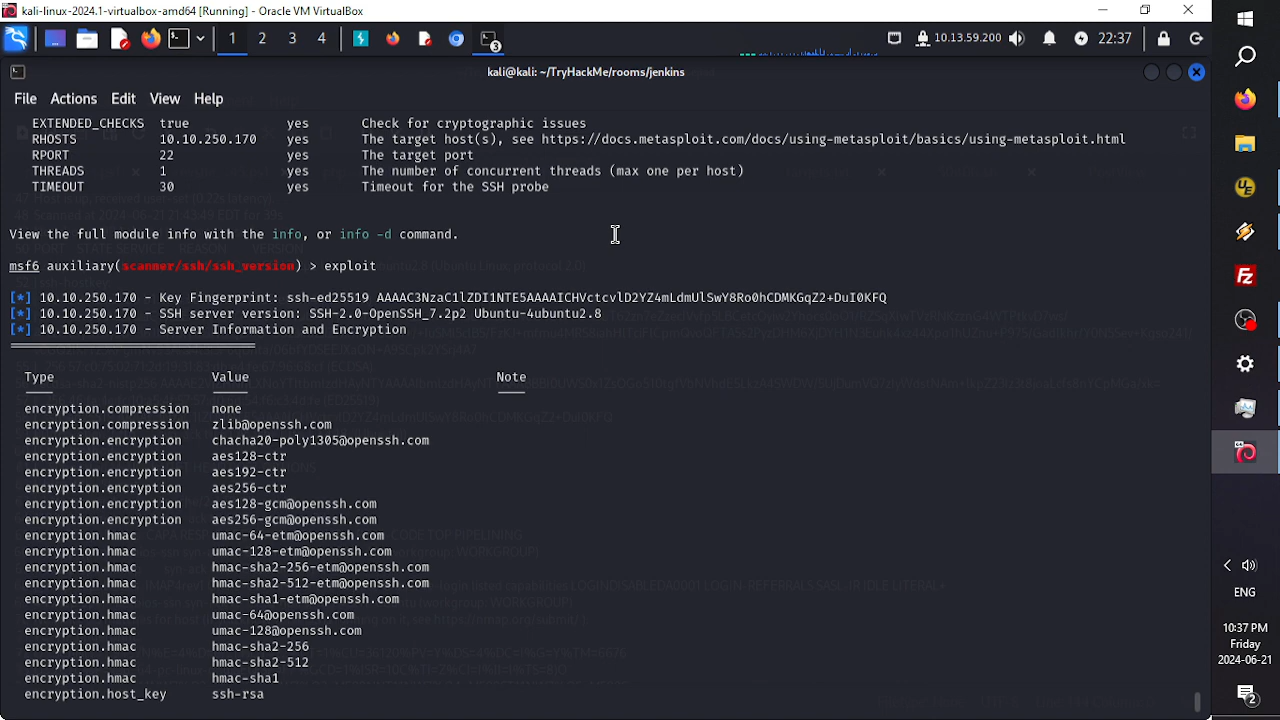 kali-linux-2024.1-virtualbox-amd64 [Running] - Oracle VM VirtualBox
1 2 3 4 3 10.13.59.200 22:37
kali@kali: ~/TryHackMe/rooms/jenkins
File Actions Edit View Help
EXTENDED_CHECKS true yes Check for cryptographic issues
RHOSTS 10.10.250.170 yes The target host(s), see https://docs.metasploit.com/docs/using-metasploit/basics/using-metasploit.html
RPORT 22 yes The target port
THREADS 1 yes The number of concurrent threads (max one per host)
TIMEOUT 30 yes Timeout for the SSH probe
View the full module info with the info, or info -d command.
msf6 auxiliary(scanner/ssh/ssh_version) > exploit
[*] 10.10.250.170 - Key Fingerprint: ssh-ed25519 AAAAC3NzaC1lZDI1NTE5AAAAICHVctcvlD2YZ4mLdmUlSwY8Ro0hCDMKGqZ2+DuI0KFQ
[*] 10.10.250.170 - SSH server version: SSH-2.0-OpenSSH_7.2p2 Ubuntu-4ubuntu2.8
[*] 10.10.250.170 - Server Information and Encryption
Type Value Note
encryption.compression none
encryption.compression zlib@openssh.com
encryption.encryption chacha20-poly1305@openssh.com
encryption.encryption aes128-ctr
encryption.encryption aes192-ctr
encryption.encryption aes256-ctr
encryption.encryption aes128-gcm@openssh.com
encryption.encryption aes256-gcm@openssh.com
encryption.hmac umac-64-etm@openssh.com
encryption.hmac umac-128-etm@openssh.com
encryption.hmac hmac-sha2-256-etm@openssh.com
encryption.hmac hmac-sha2-512-etm@openssh.com
encryption.hmac hmac-sha1-etm@openssh.com
encryption.hmac umac-64@openssh.com
encryption.hmac umac-128@openssh.com
encryption.hmac hmac-sha2-256
encryption.hmac hmac-sha2-512
encryption.hmac hmac-sha1
encryption.host_key ssh-rsa
ENG
10:37 PM
Friday
2024-06-21
2